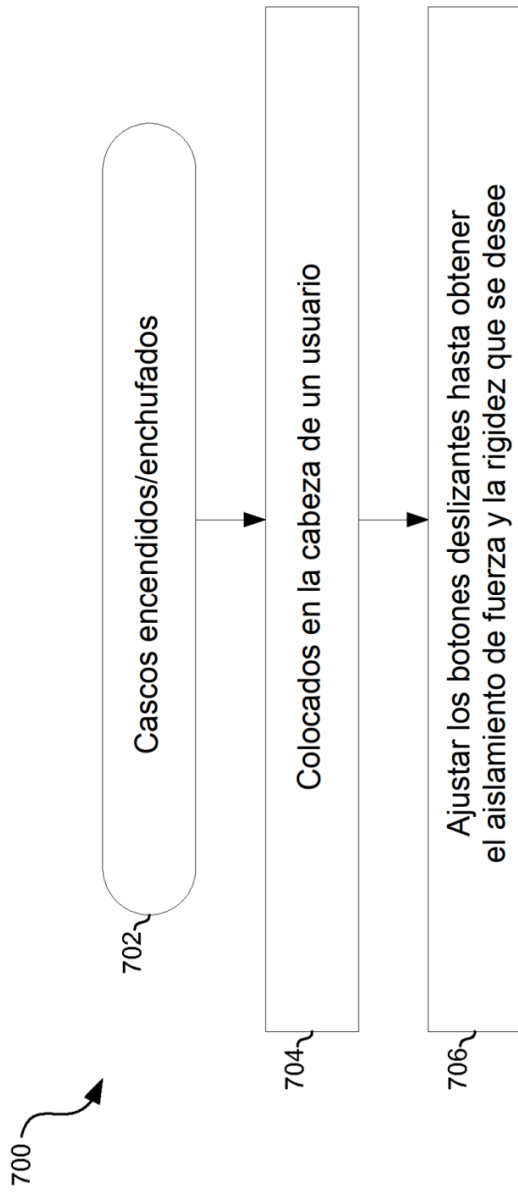 700
702
Cascos encendidos/enchufados
704
Colocados en la cabeza de un usuario
706
Ajustar los botones deslizantes hasta obtener
el aislamiento de fuerza y la rigidez que se desee